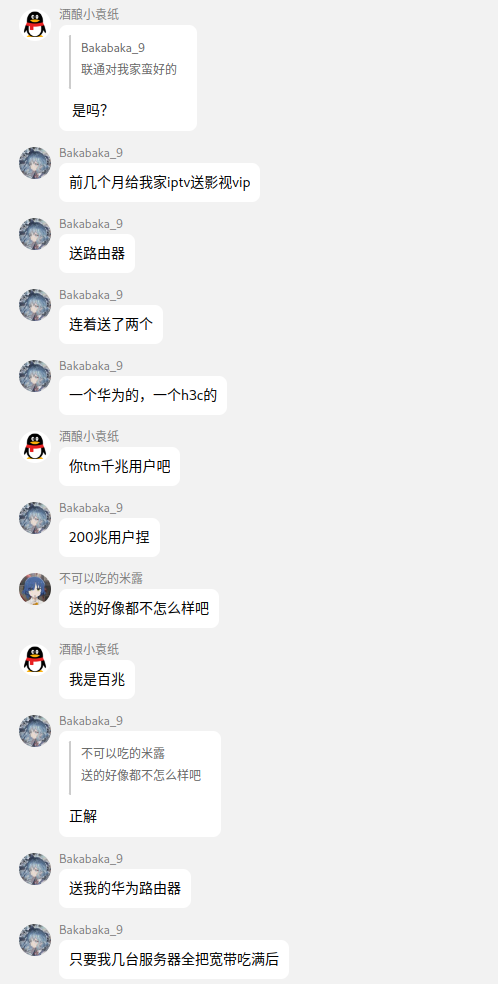 酒酿小袁纸
Bakabaka_9
联通对我家蛮好的
是吗?
Bakabaka_9
前几个月给我家iptv送影视vip
Bakabaka_9
送路由器
Bakabaka_9
连着送了两个
Bakabaka_9
一个华为的，一个h3c的
酒酿小袁纸
你tm千兆用户吧
Bakabaka_9
200兆用户捏
不可以吃的米露
送的好像都不怎么样吧
酒酿小袁纸
我是百兆
Bakabaka_9
不可以吃的米露
送的好像都不怎么样吧
正解
Bakabaka_9
送我的华为路由器
Bakabaka_9
只要我几台服务器全把宽带吃满后